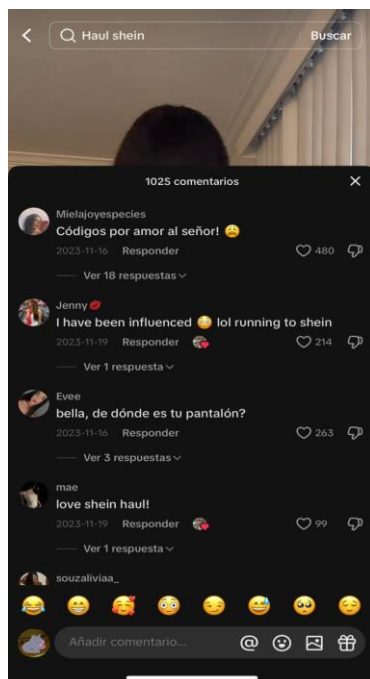 Haul shein Buscar
1025 comentarios
Mielajoyespecies
Códigos por amor al señor! 😩
2023-11-16 Responder 480
Ver 18 respuestas
Jenny 💋
I have been influenced 😳 lol running to shein
2023-11-19 Responder 214
Ver 1 respuesta
Evee
bella, de dónde es tu pantalón?
2023-11-16 Responder 263
Ver 3 respuestas
mae
love shein haul!
2023-11-19 Responder 99
Ver 1 respuesta
souzaliviaa_
Añadir comentario... @